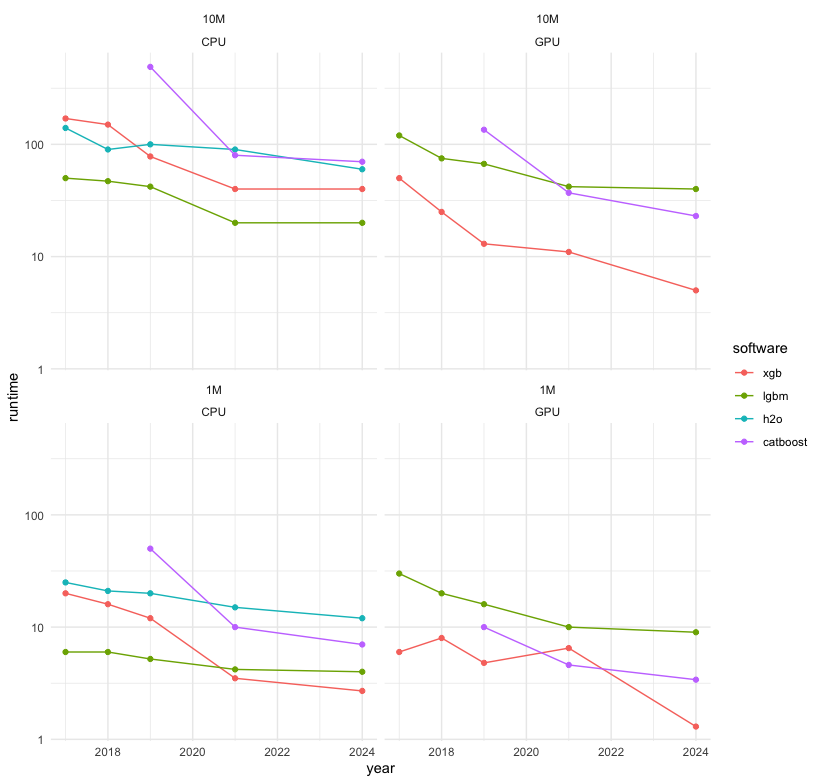 10M
10M
CPU
GPU
100
10
1
1M
1M
CPU
GPU
100
10
1
2018
2020
2022
2024
2018
2020
2022
2024
year
runtime
software
xgb
lgbm
h2o
catboost